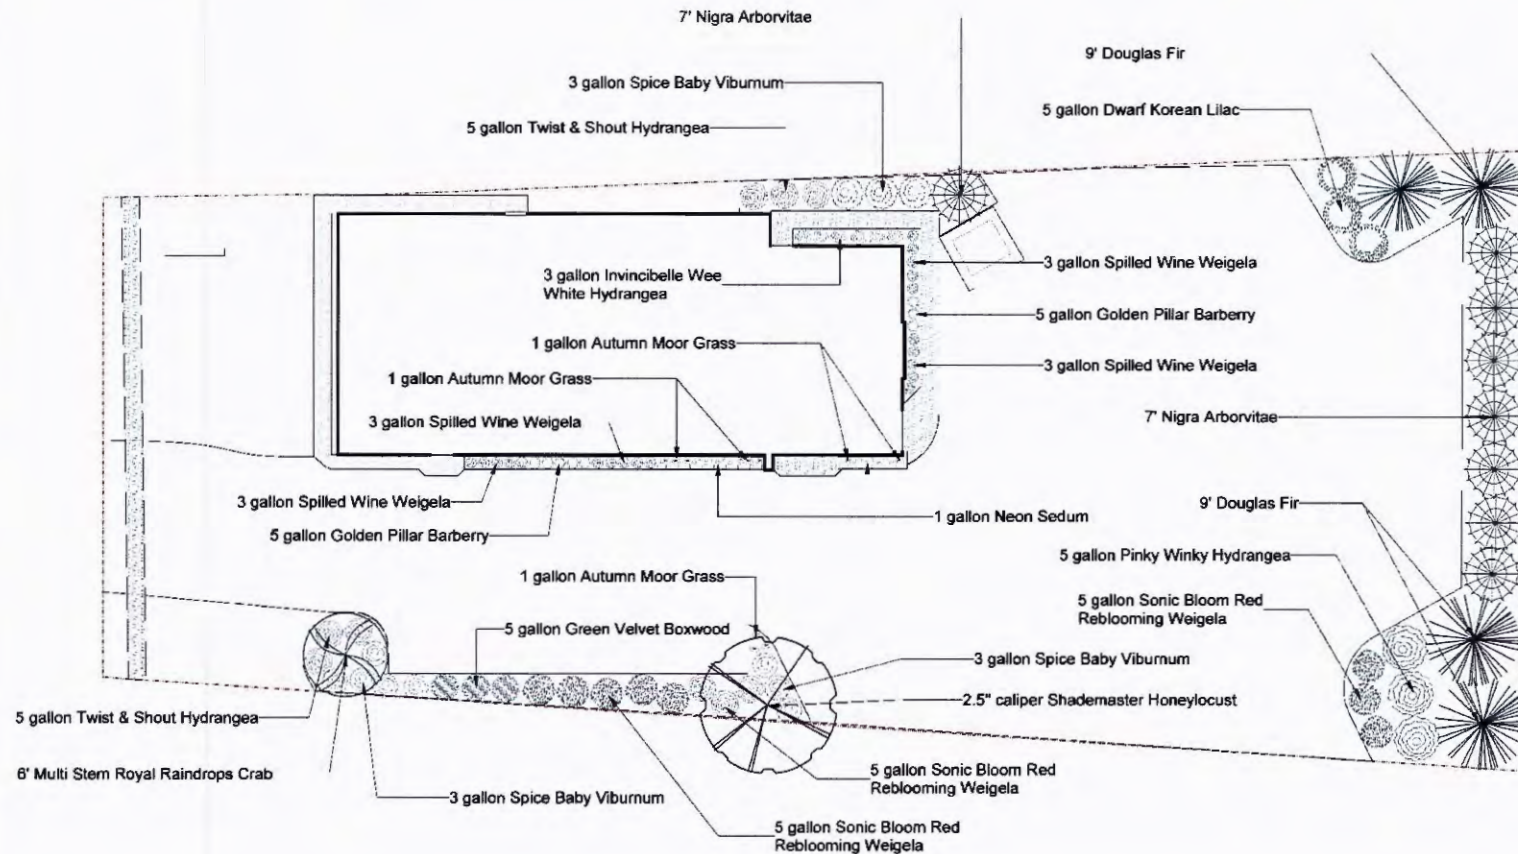 7' Nigra Arborvitae
9' Douglas Fir
3 gallon Spice Baby Viburnum
5 gallon Dwarf Korean Lilac
5 gallon Twist & Shout Hydrangea
3 gallon Invincibelle Wee
White Hydrangea
3 gallon Spilled Wine Weigela
5 gallon Golden Pillar Barberry
1 gallon Autumn Moor Grass
3 gallon Spilled Wine Weigela
1 gallon Autumn Moor Grass
3 gallon Spilled Wine Weigela
7' Nigra Arborvitae
3 gallon Spilled Wine Weigela
5 gallon Golden Pillar Barberry
1 gallon Neon Sedum
9' Douglas Fir
5 gallon Pinky Winky Hydrangea
1 gallon Autumn Moor Grass
5 gallon Sonic Bloom Red
Reblooming Weigela
5 gallon Green Velvet Boxwood
3 gallon Spice Baby Viburnum
2.5" caliper Shademaster Honeylocust
5 gallon Twist & Shout Hydrangea
6' Multi Stem Royal Raindrops Crab
3 gallon Spice Baby Viburnum
5 gallon Sonic Bloom Red
Reblooming Weigela
5 gallon Sonic Bloom Red
Reblooming Weigela